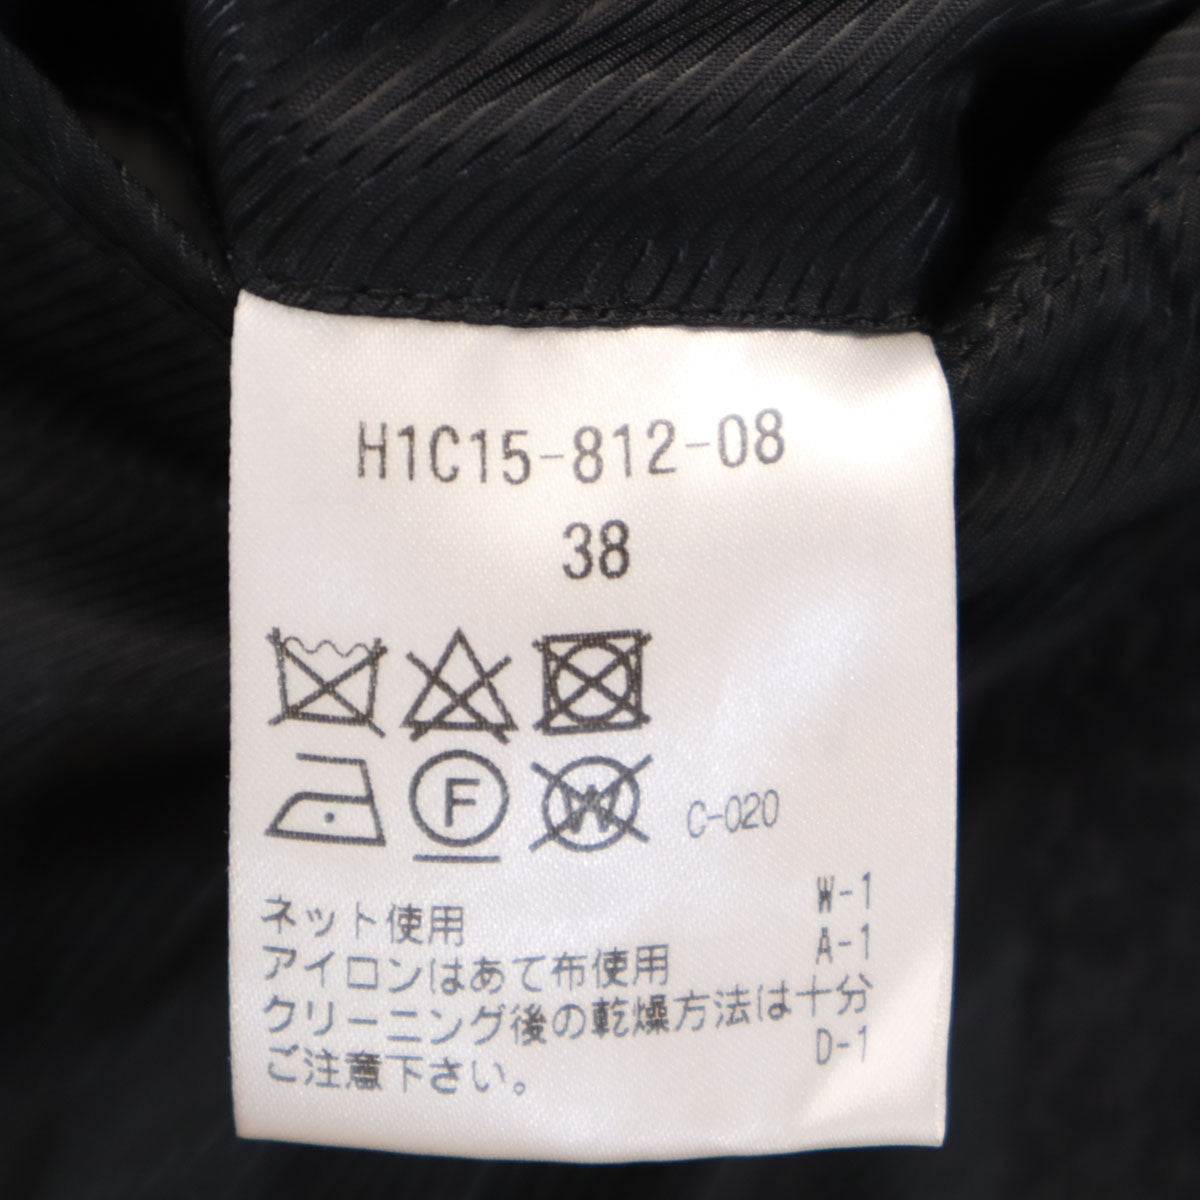 H1C15-812-08
38
F
W
C-020
W-1
ネット使用
A-1
アイロンはあて布使用
クリーニング後の乾燥方法は十分
D-1
ご注意下さい。